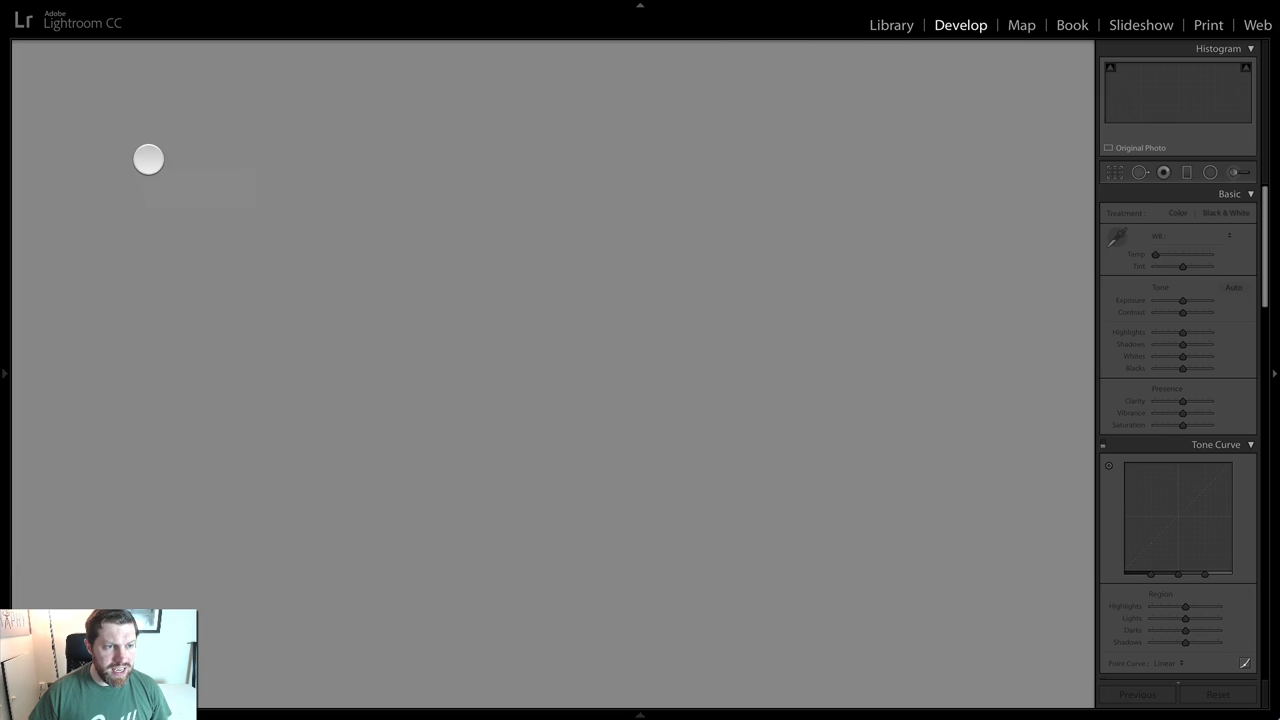 Lr Adobe
Lightroom CC
Library | Develop | Map | Book | Slideshow | Print | Web
Histogram
Original Photo
Basic
Treatment : Color | Black & White
WB :
Temp
Tint
Tone Auto
Exposure
Contrast
Highlights
Shadows
Whites
Blacks
Presence
Clarity
Vibrance
Saturation
Tone Curve
Region
Highlights
Lights
Darks
Shadows
Point Curve : Linear
Previous Reset